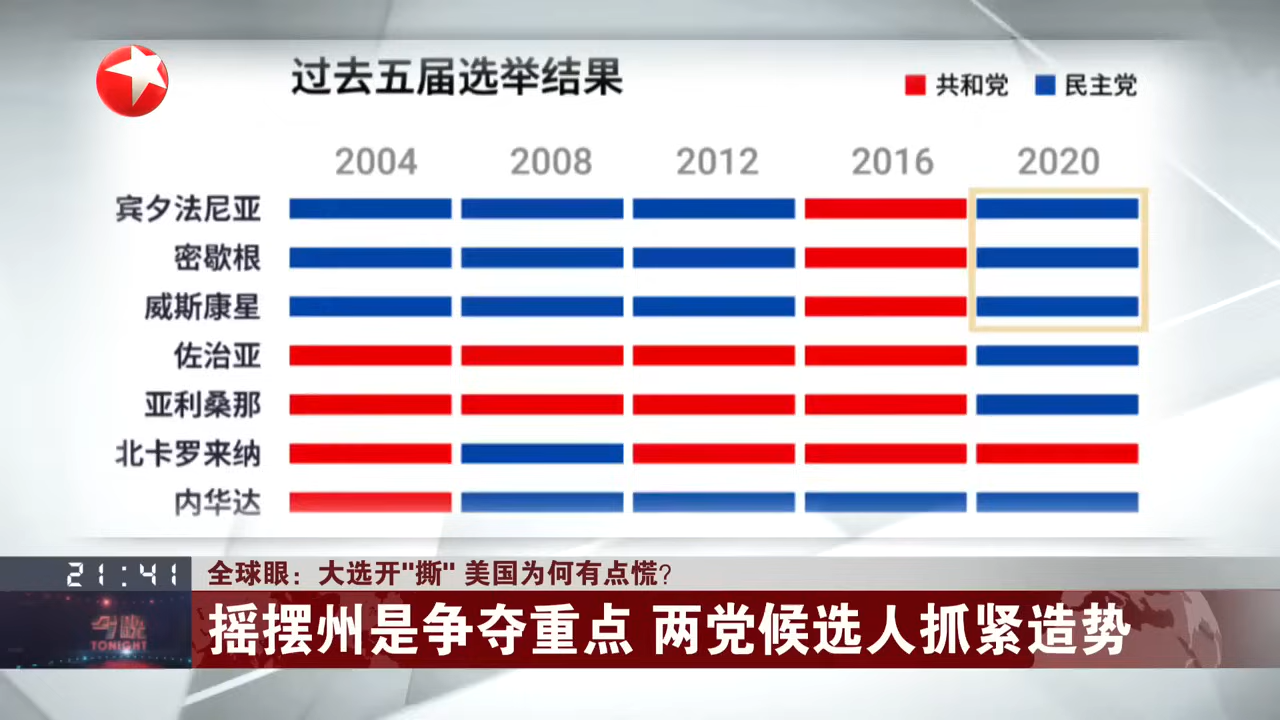 过去五届选举结果
共和党 民主党
2004 2008 2012 2016 2020
宾夕法尼亚
密歇根
威斯康星
佐治亚
亚利桑那
北卡罗来纳
内华达
21:41 全球眼：大选开"撕" 美国为何有点慌?
今晚
TONIGHT
摇摆州是争夺重点 两党候选人抓紧造势